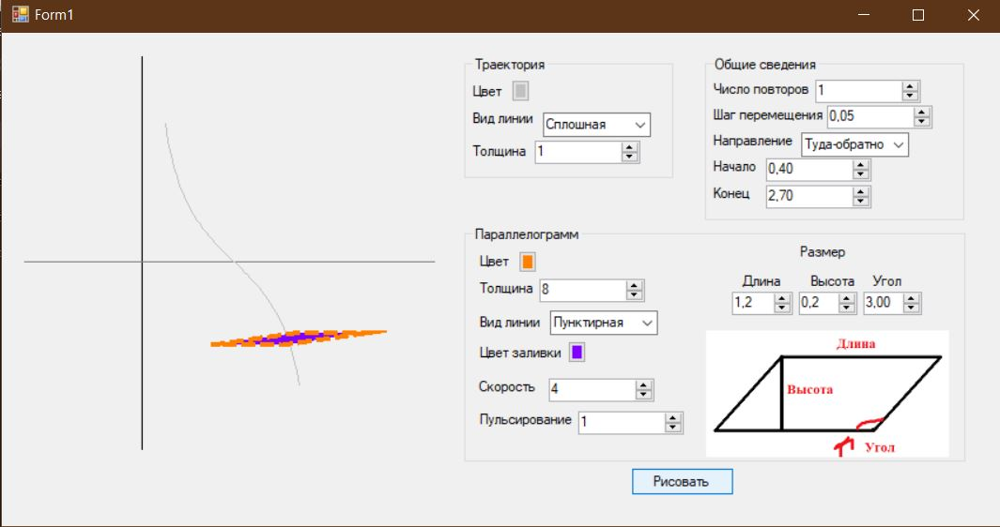 Form1
Траектория
Цвет
Вид линии Сплошная
Толщина 1
Общие сведения
Число повторов 1
Шаг перемещения 0,05
Направление Туда-обратно
Начало 0,40
Конец 2,70
Параллелограмм
Цвет
Толщина 8
Вид линии Пунктирная
Цвет заливки
Скорость 4
Пульсирование 1
Размер
Длина Высота Угол
1,2 0,2 3,00
Длина
Высота
Угол
Рисовать